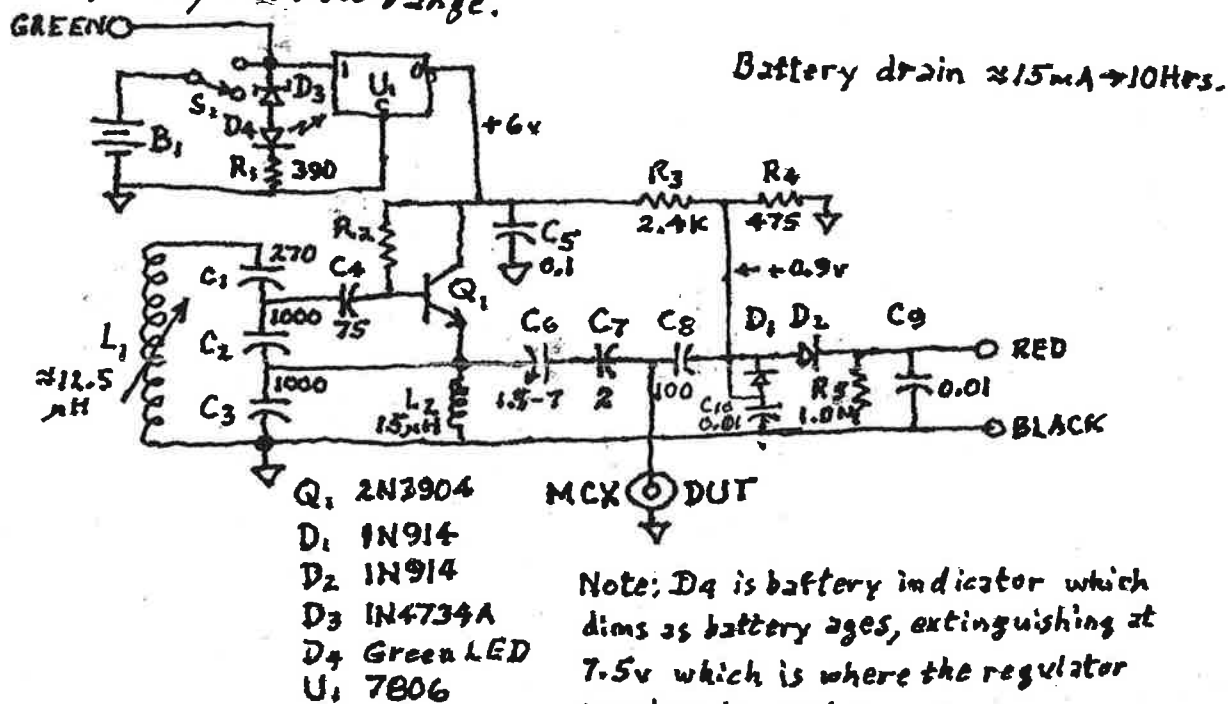 range.
GREEN
Battery drain ≈15mA→10Hrs.
1
U1
O
C
S1
D3
D4
B1
R1 390
+6v
R3
2.4K
R4
475
R2
C5
0.1
+0.9v
C1
270
C4
75
Q1
1000
C2
L1
≈12.5
µH
1000
C3
L2
15µH
C6
1.5-7
C7
2
C8
100
D1 D2
C9
0.01
C10
0.01
R5
1.0M
RED
BLACK
MCX DUT
Q1 2N3904
D1 1N914
D2 1N914
D3 1N4734A
D4 Green LED
U1 7806
Note; D4 is battery indicator which
dims as battery ages, extinguishing at
7.5v which is where the regulator